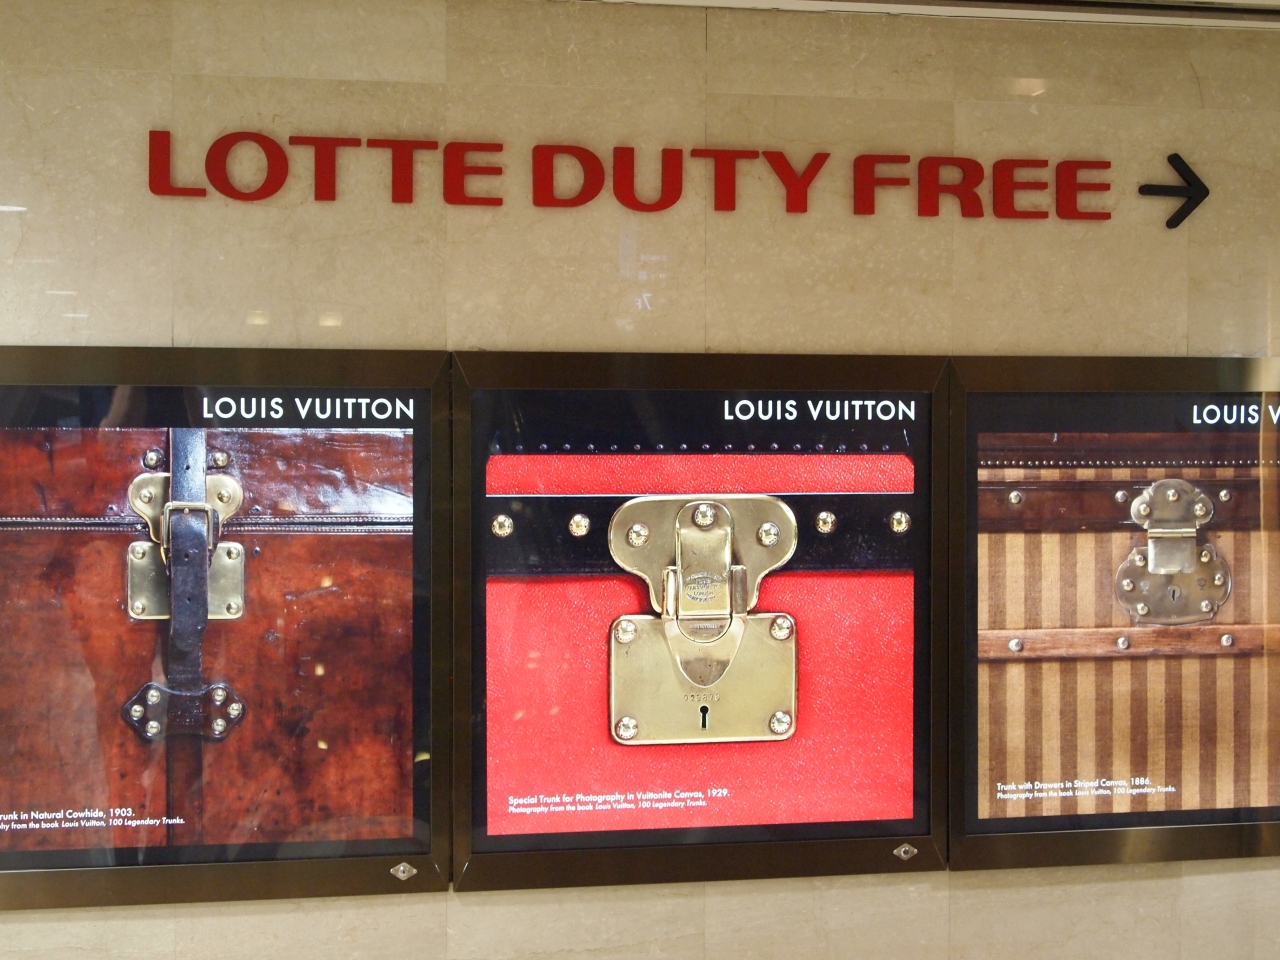 LOTTE DUTY FREE
LOUIS VUITTON
runk in Natural Cowhide, 1903.
hy from the book Louis Vuitton, 100 Legendary Trunks.
LOUIS VUITTON
Special Trunk for Photography in Vuittonite Canvas, 1929.
Photography from the book Louis Vuitton, 100 Legendary Trunks.
LOUIS V
Trunk with Drawers in Striped Canvas, 1886.
Photography from the book Louis Vuitton, 100 Legendary Trunks.